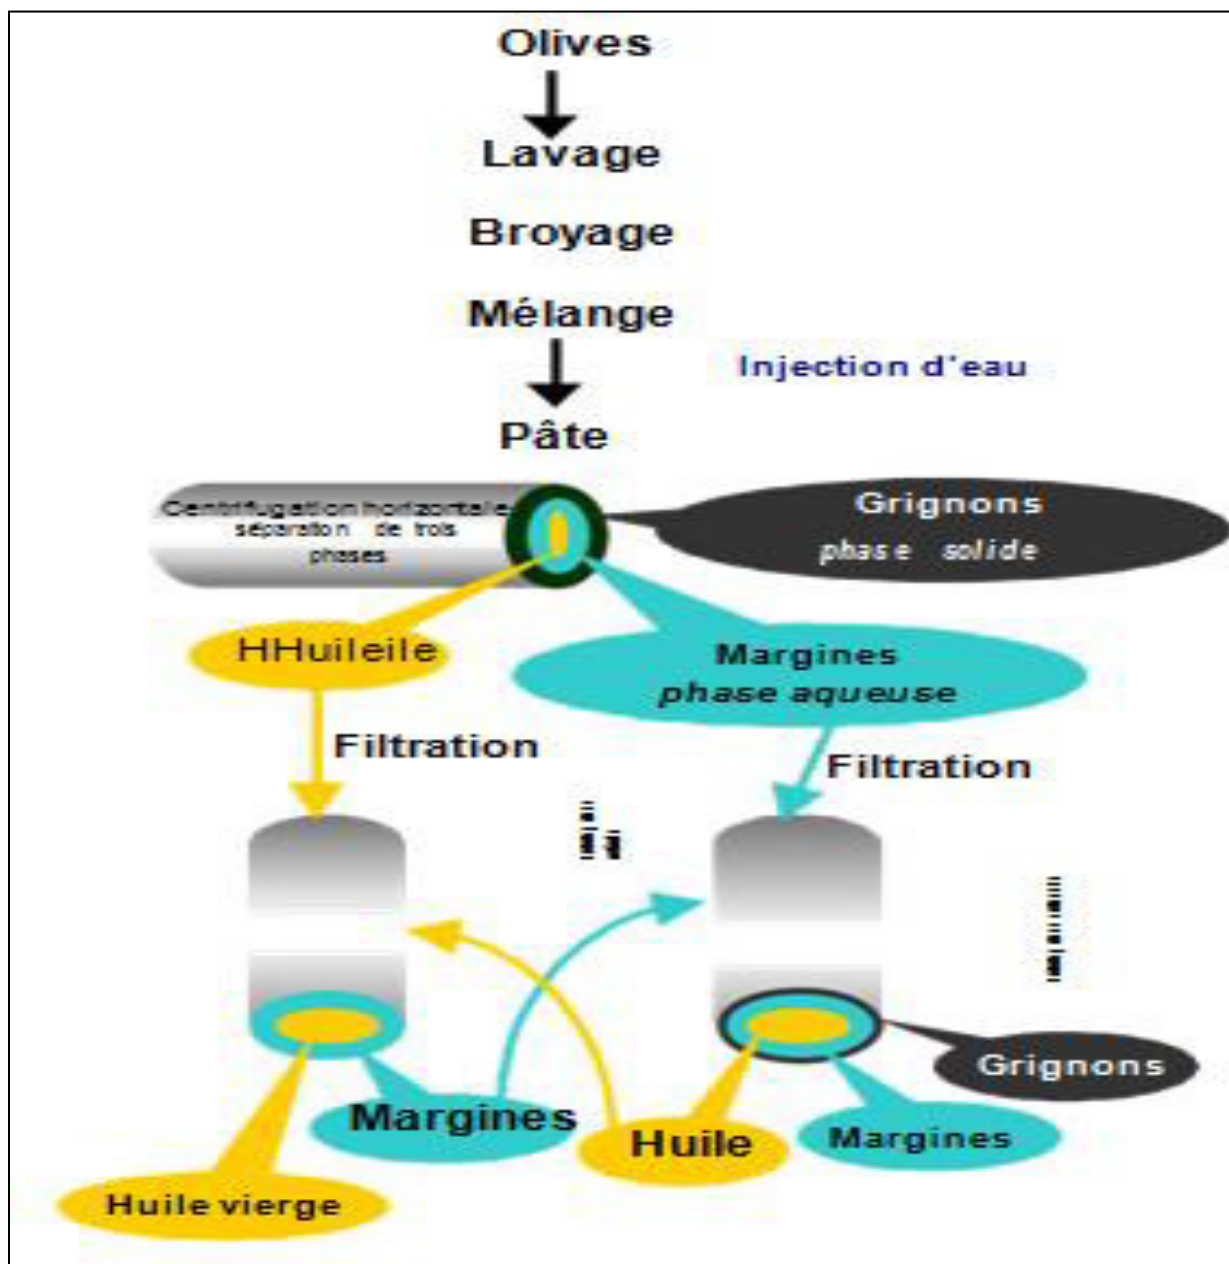 Olives
Lavage
Broyage
Mélange
Injection d'eau
Pâte
Centrifugation horizontale
séparation de trois
phases
Grignons
phase solide
HHuileile
Margines
phase aqueuse
Filtration
Filtration
Grignons
Margines
Huile
Margines
Huile vierge